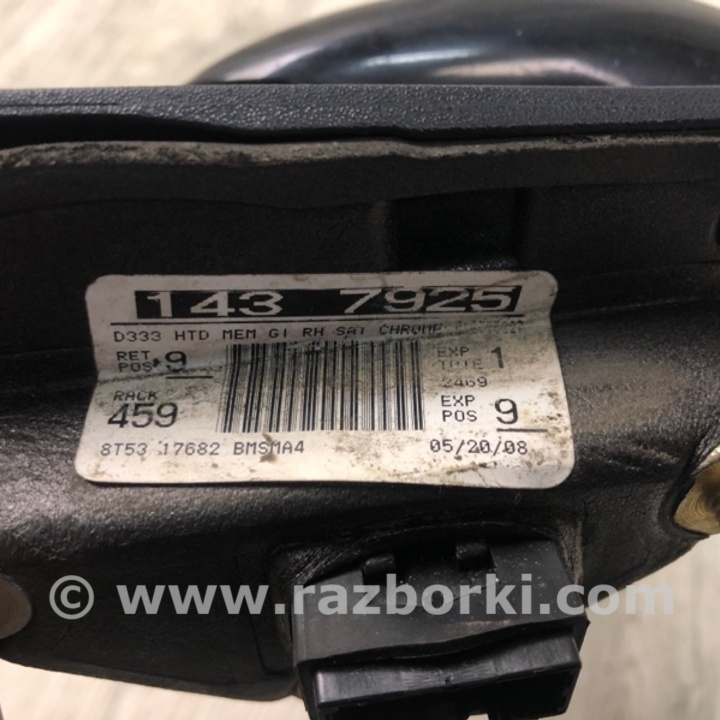 143 7925
D333 HTD MEM GI RH SAT CHROME
RET POS 9
EXP 1
2469
RACK 459
EXP POS 9
8T53 17682 BMSMA4 05/20/08
© www.razborki.com